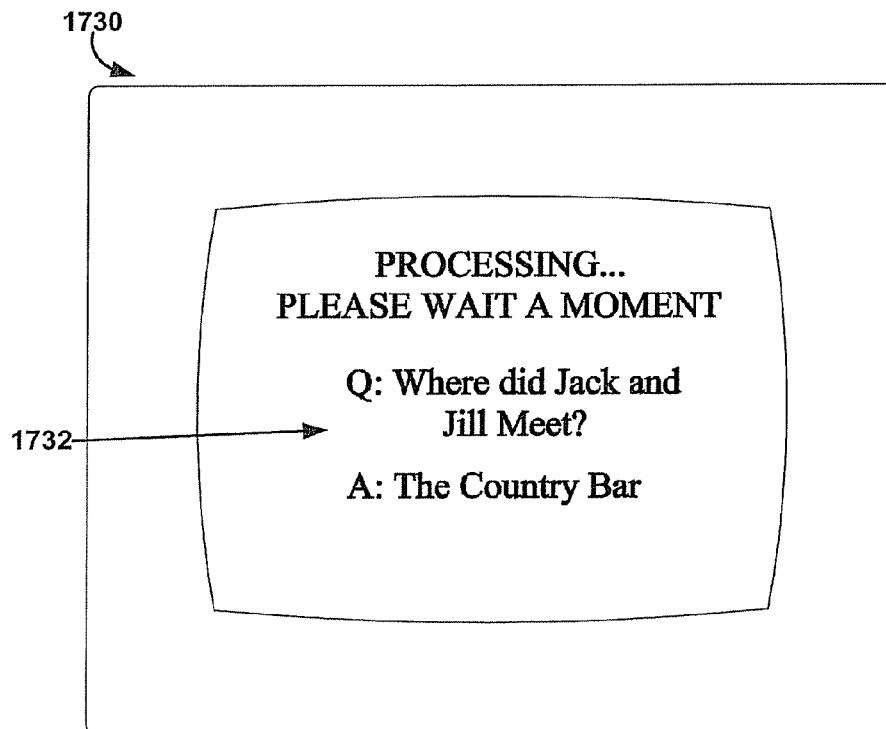 1730
PROCESSING...
PLEASE WAIT A MOMENT
Q: Where did Jack and
Jill Meet?
1732
A: The Country Bar